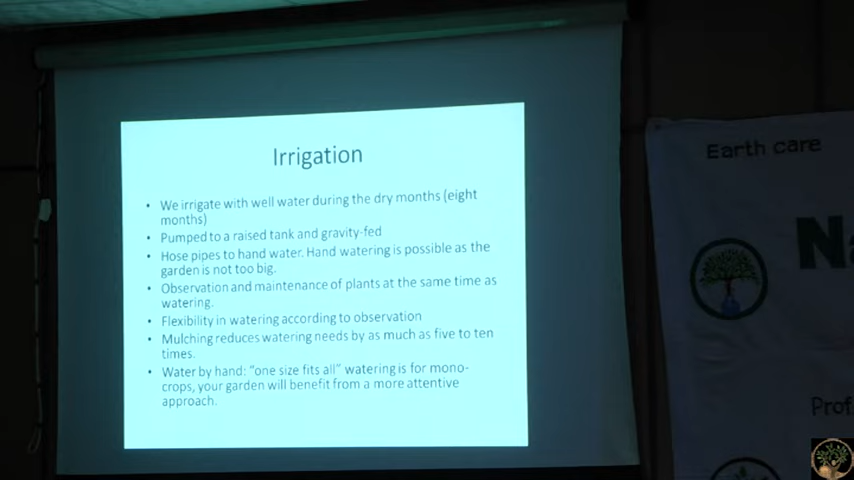 Irrigation
• We irrigate with well water during the dry months (eight
months)
• Pumped to a raised tank and gravity-fed
• Hose pipes to hand water. Hand watering is possible as the
garden is not too big.
• Observation and maintenance of plants at the same time as
watering.
• Flexibility in watering according to observation
• Mulching reduces watering needs by as much as five to ten
times.
• Water by hand: "one size fits all" watering is for mono-
crops, your garden will benefit from a more attentive
approach.
Earth care
Na
Prof